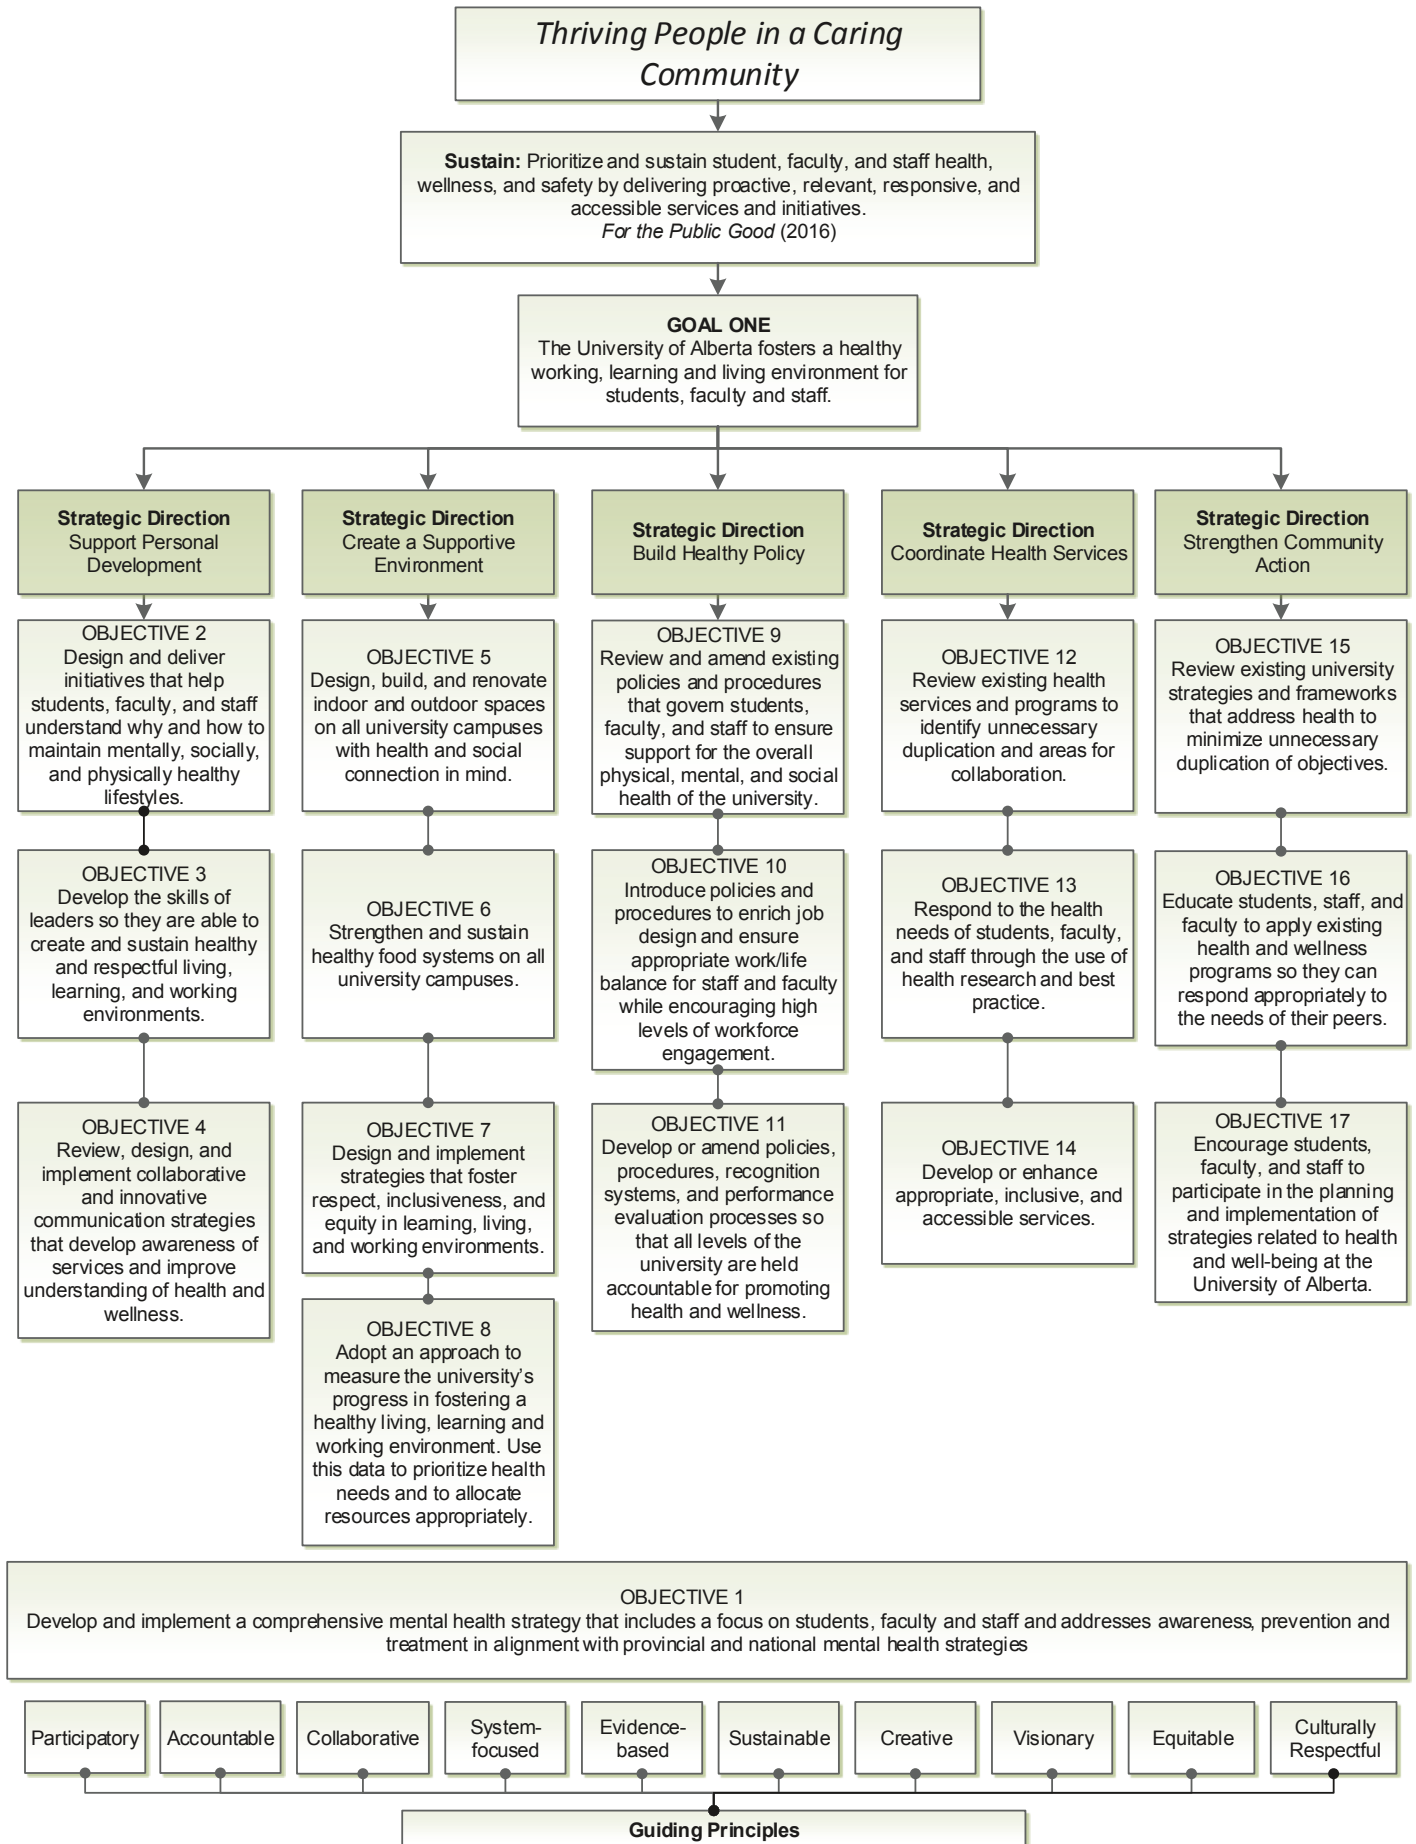 Thriving People in a Caring
Community
Sustain: Prioritize and sustain student, faculty, and staff health,
wellness, and safety by delivering proactive, relevant, responsive, and
accessible services and initiatives.
For the Public Good (2016)
GOAL ONE
The University of Alberta fosters a healthy
working, learning and living environment for
students, faculty and staff.
Strategic Direction
Support Personal
Development
Strategic Direction
Create a Supportive
Environment
Strategic Direction
Build Healthy Policy
Strategic Direction
Coordinate Health Services
Strategic Direction
Strengthen Community
Action
OBJECTIVE 2
Design and deliver
initiatives that help
students, faculty, and staff
understand why and how to
maintain mentally, socially,
and physically healthy
lifestyles.
OBJECTIVE 3
Develop the skills of
leaders so they are able to
create and sustain healthy
and respectful living,
learning, and working
environments.
OBJECTIVE 4
Review, design, and
implement collaborative
and innovative
communication strategies
that develop awareness of
services and improve
understanding of health and
wellness.
OBJECTIVE 5
Design, build, and renovate
indoor and outdoor spaces
on all university campuses
with health and social
connection in mind.
OBJECTIVE 6
Strengthen and sustain
healthy food systems on all
university campuses.
OBJECTIVE 7
Design and implement
strategies that foster
respect, inclusiveness, and
equity in learning, living,
and working environments.
OBJECTIVE 8
Adopt an approach to
measure the university’s
progress in fostering a
healthy living, learning and
working environment. Use
this data to prioritize health
needs and to allocate
resources appropriately.
OBJECTIVE 9
Review and amend existing
policies and procedures
that govern students,
faculty, and staff to ensure
support for the overall
physical, mental, and social
health of the university.
OBJECTIVE 10
Introduce policies and
procedures to enrich job
design and ensure
appropriate work/life
balance for staff and faculty
while encouraging high
levels of workforce
engagement.
OBJECTIVE 11
Develop or amend policies,
procedures, recognition
systems, and performance
evaluation processes so
that all levels of the
university are held
accountable for promoting
health and wellness.
OBJECTIVE 12
Review existing health
services and programs to
identify unnecessary
duplication and areas for
collaboration.
OBJECTIVE 13
Respond to the health
needs of students, faculty,
and staff through the use of
health research and best
practice.
OBJECTIVE 14
Develop or enhance
appropriate, inclusive, and
accessible services.
OBJECTIVE 15
Review existing university
strategies and frameworks
that address health to
minimize unnecessary
duplication of objectives.
OBJECTIVE 16
Educate students, staff, and
faculty to apply existing
health and wellness
programs so they can
respond appropriately to
the needs of their peers.
OBJECTIVE 17
Encourage students,
faculty, and staff to
participate in the planning
and implementation of
strategies related to health
and well-being at the
University of Alberta.
OBJECTIVE 1
Develop and implement a comprehensive mental health strategy that includes a focus on students, faculty and staff and addresses awareness, prevention and
treatment in alignment with provincial and national mental health strategies
Participatory
Accountable
Collaborative
System-
focused
Evidence-
based
Sustainable
Creative
Visionary
Equitable
Culturally
Respectful
Guiding Principles